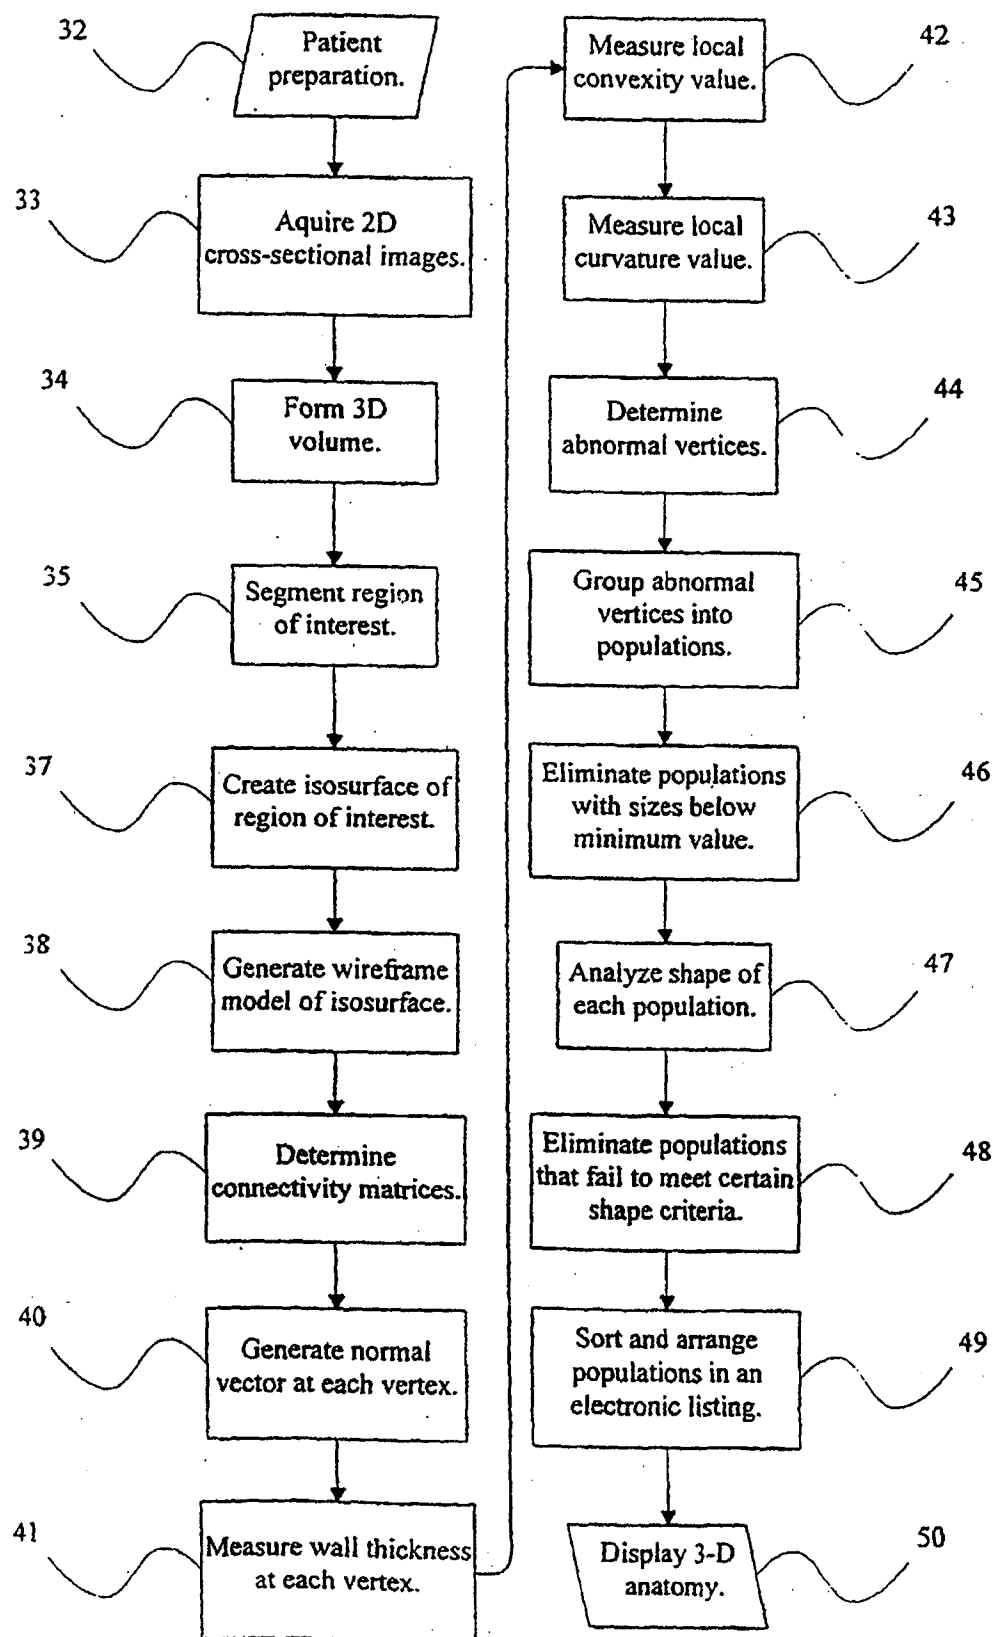 32
Patient
preparation.
33
Aquire 2D
cross-sectional images.
34
Form 3D
volume.
35
Segment region
of interest.
37
Create isosurface of
region of interest.
38
Generate wireframe
model of isosurface.
39
Determine
connectivity matrices.
40
Generate normal
vector at each vertex.
41
Measure wall thickness
at each vertex.
42
Measure local
convexity value.
43
Measure local
curvature value.
44
Determine
abnormal vertices.
45
Group abnormal
vertices into
populations.
46
Eliminate populations
with sizes below
minimum value.
47
Analyze shape of
each population.
48
Eliminate populations
that fail to meet certain
shape criteria.
49
Sort and arrange
populations in an
electronic listing.
50
Display 3-D
anatomy.